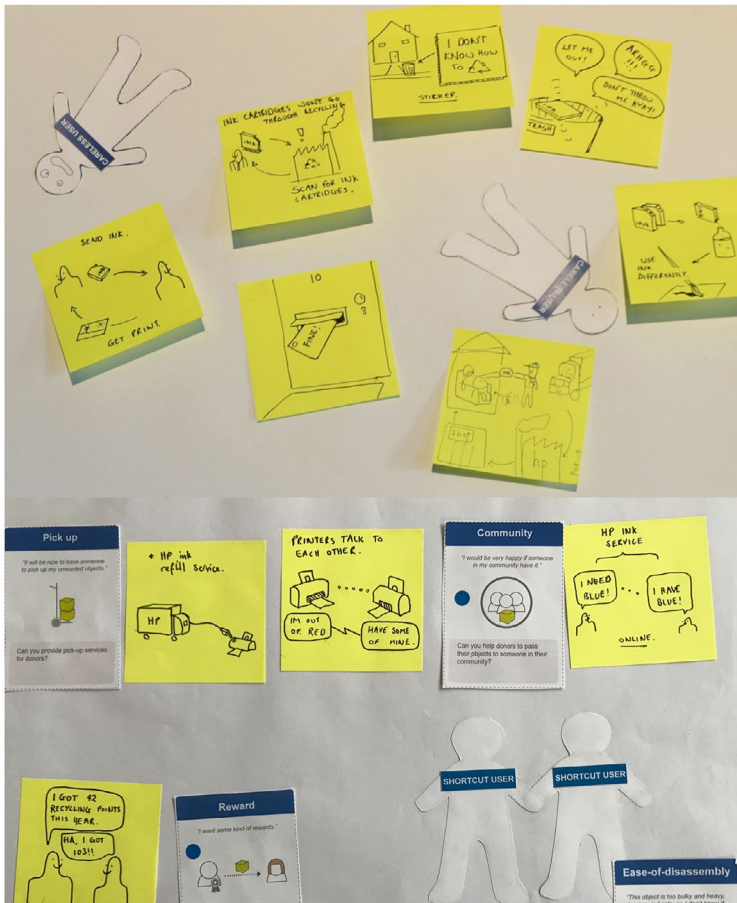 I DON'T
KNOW HOW
TO
STICKER.
LET ME
OUT!
ARHGG
!!!
DON'T THROW
ME AWAY!
TRASH
CARELESS USER
INK CARTRIDGES WON'T GO
THROUGH RECYCLING
INK
SCAN FOR INK
CARTRIDGES.
SEND INK.
GET PRINT.
10
FINE!
CARELESS USER
USE
INK
DIFFERENTLY.
SHOP
hp
PICK-UP
Pick up
"It will be nice to have someone
to pick up my unwanted objects."
Can you provide pick-up services
for donors?
+ HP ink
refill service.
HP
PRINTERS TALK TO
EACH OTHER.
IM OUT
OF RED
HAVE SOME
OF MINE.
Community
"I would be very happy if someone
in my community have it."
Can you help donors to pass
their objects to someone in their
community?
HP INK
SERVICE
I NEED
BLUE!
I HAVE
BLUE!
ONLINE.
I GOT 42
RECYCLING POINTS
THIS YEAR.
HA, I GOT
103!!
Reward
"I want some kind of rewards."
SHORTCUT USER
SHORTCUT USER
Ease-of-disassembly
"This object is too bulky and heavy,